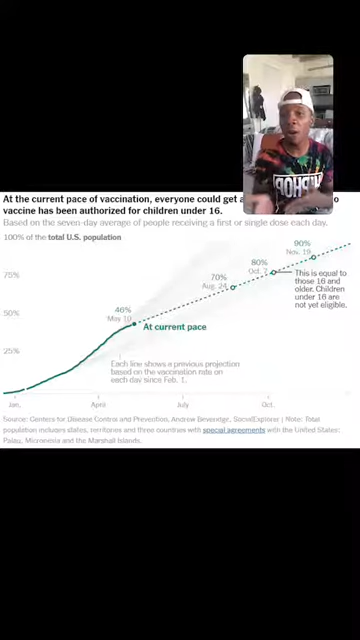 At the current pace of vaccination, everyone could get a
vaccine has been authorized for children under 16.
Based on the seven-day average of people receiving a first or single dose each day.
100% of the total U.S. population
90%
Nov. 19
80%
Oct. 7
70%
Aug. 24
This is equal to
those 16 and
older. Children
under 16 are
not yet eligible.
75%
50%
46%
May 10
At current pace
25%
Each line shows a previous projection
based on the vaccination rate on
each day since Feb. 1.
Jan.
April
July
Oct.
Source: Centers for Disease Control and Prevention, Andrew Beveridge, SocialExplorer | Note: Total
population includes states, territories and three countries with special agreements with the United States:
Palau, Micronesia and the Marshall Islands.